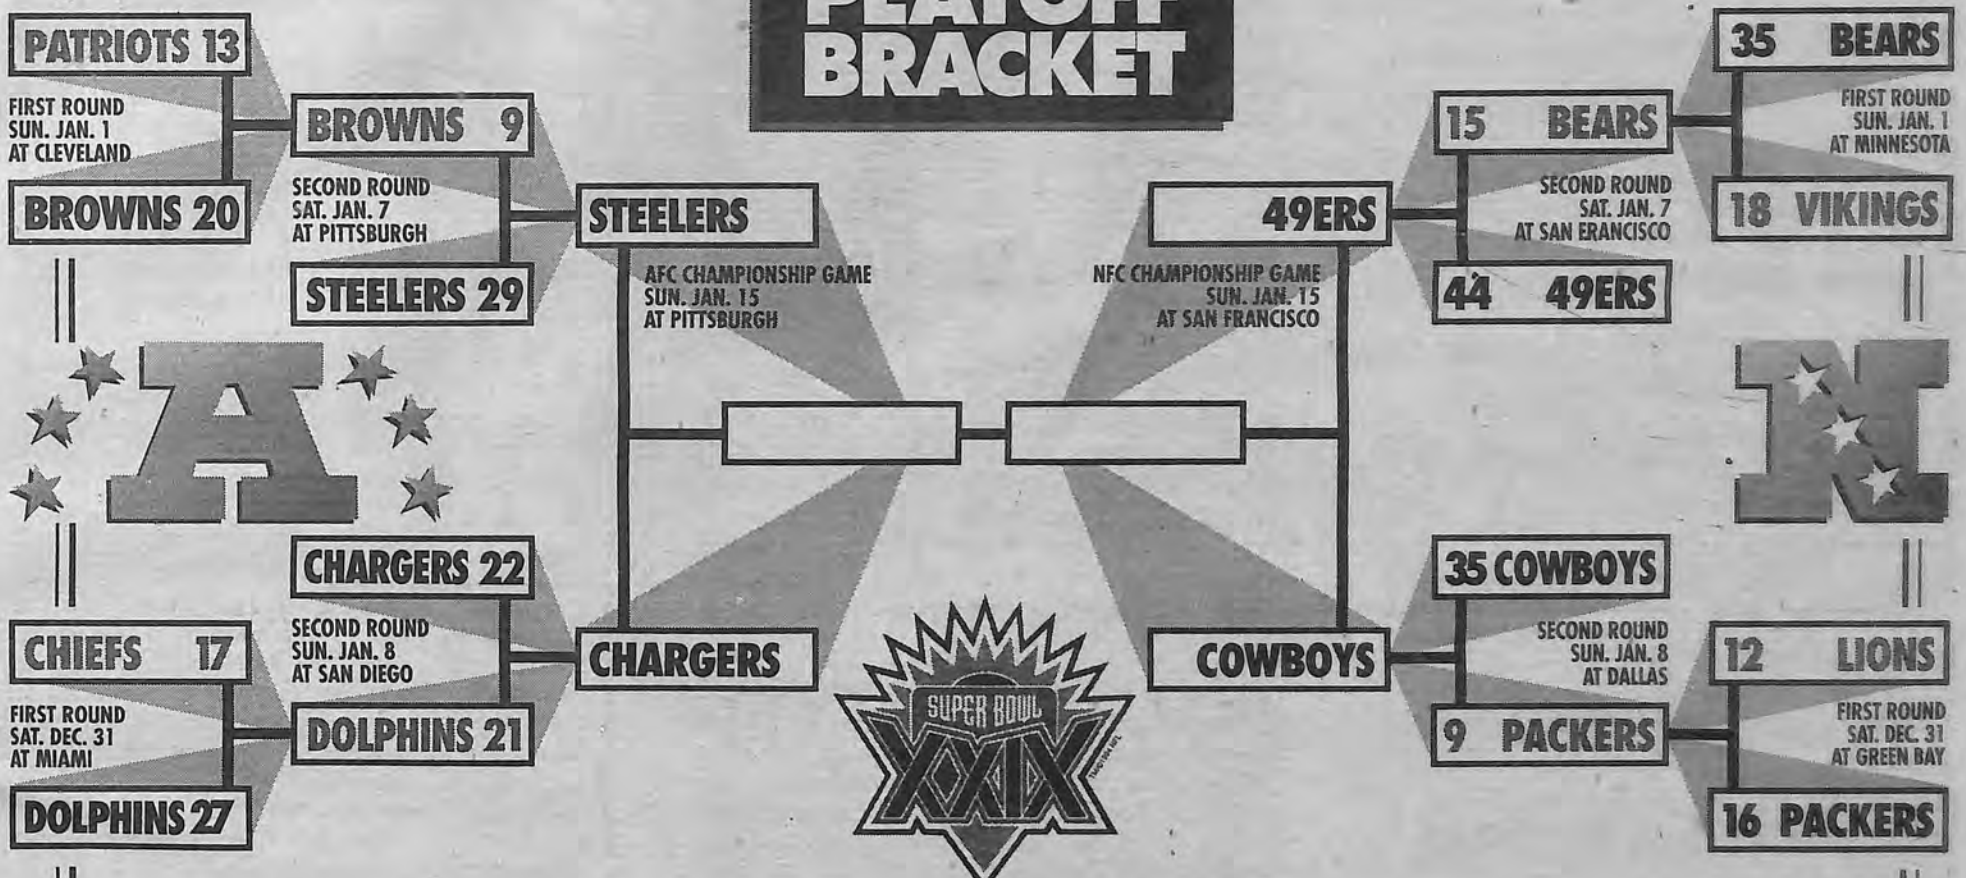 PLAYOFF
BRACKET
PATRIOTS 13
FIRST ROUND
SUN. JAN. 1
AT CLEVELAND
BROWNS 20
BROWNS 9
SECOND ROUND
SAT. JAN. 7
AT PITTSBURGH
STEELERS 29
STEELERS
AFC CHAMPIONSHIP GAME
SUN. JAN. 15
AT PITTSBURGH
A
CHARGERS 22
SECOND ROUND
SUN. JAN. 8
AT SAN DIEGO
DOLPHINS 21
CHIEFS 17
FIRST ROUND
SAT. DEC. 31
AT MIAMI
DOLPHINS 27
CHARGERS
SUPER BOWL
XXIX
49ERS
NFC CHAMPIONSHIP GAME
SUN. JAN. 15
AT SAN FRANCISCO
COWBOYS
15 BEARS
SECOND ROUND
SAT. JAN. 7
AT SAN FRANCISCO
44 49ERS
35 BEARS
FIRST ROUND
SUN. JAN. 1
AT MINNESOTA
18 VIKINGS
N
35 COWBOYS
SECOND ROUND
SUN. JAN. 8
AT DALLAS
9 PACKERS
12 LIONS
FIRST ROUND
SAT. DEC. 31
AT GREEN BAY
16 PACKERS